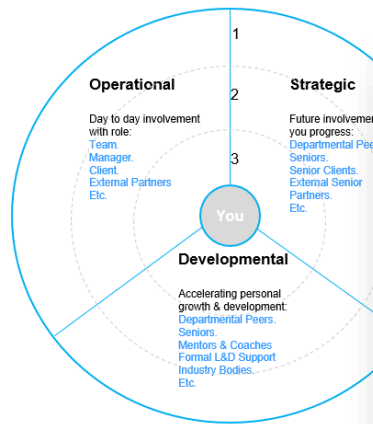 1
Operational
Strategic
2
Day to day involvement
with role:
Team.
Manager.
Client.
External Partners
Etc.
Future
you progress:
Departmental
Seniors.
Senior Clients.
External Senior
Partners.
Etc.
3
You
Developmental
Accelerating personal
growth & development:
Departmental Peers.
Seniors.
Mentors & Coaches
Formal L&D Support
Industry Bodies.
Etc.